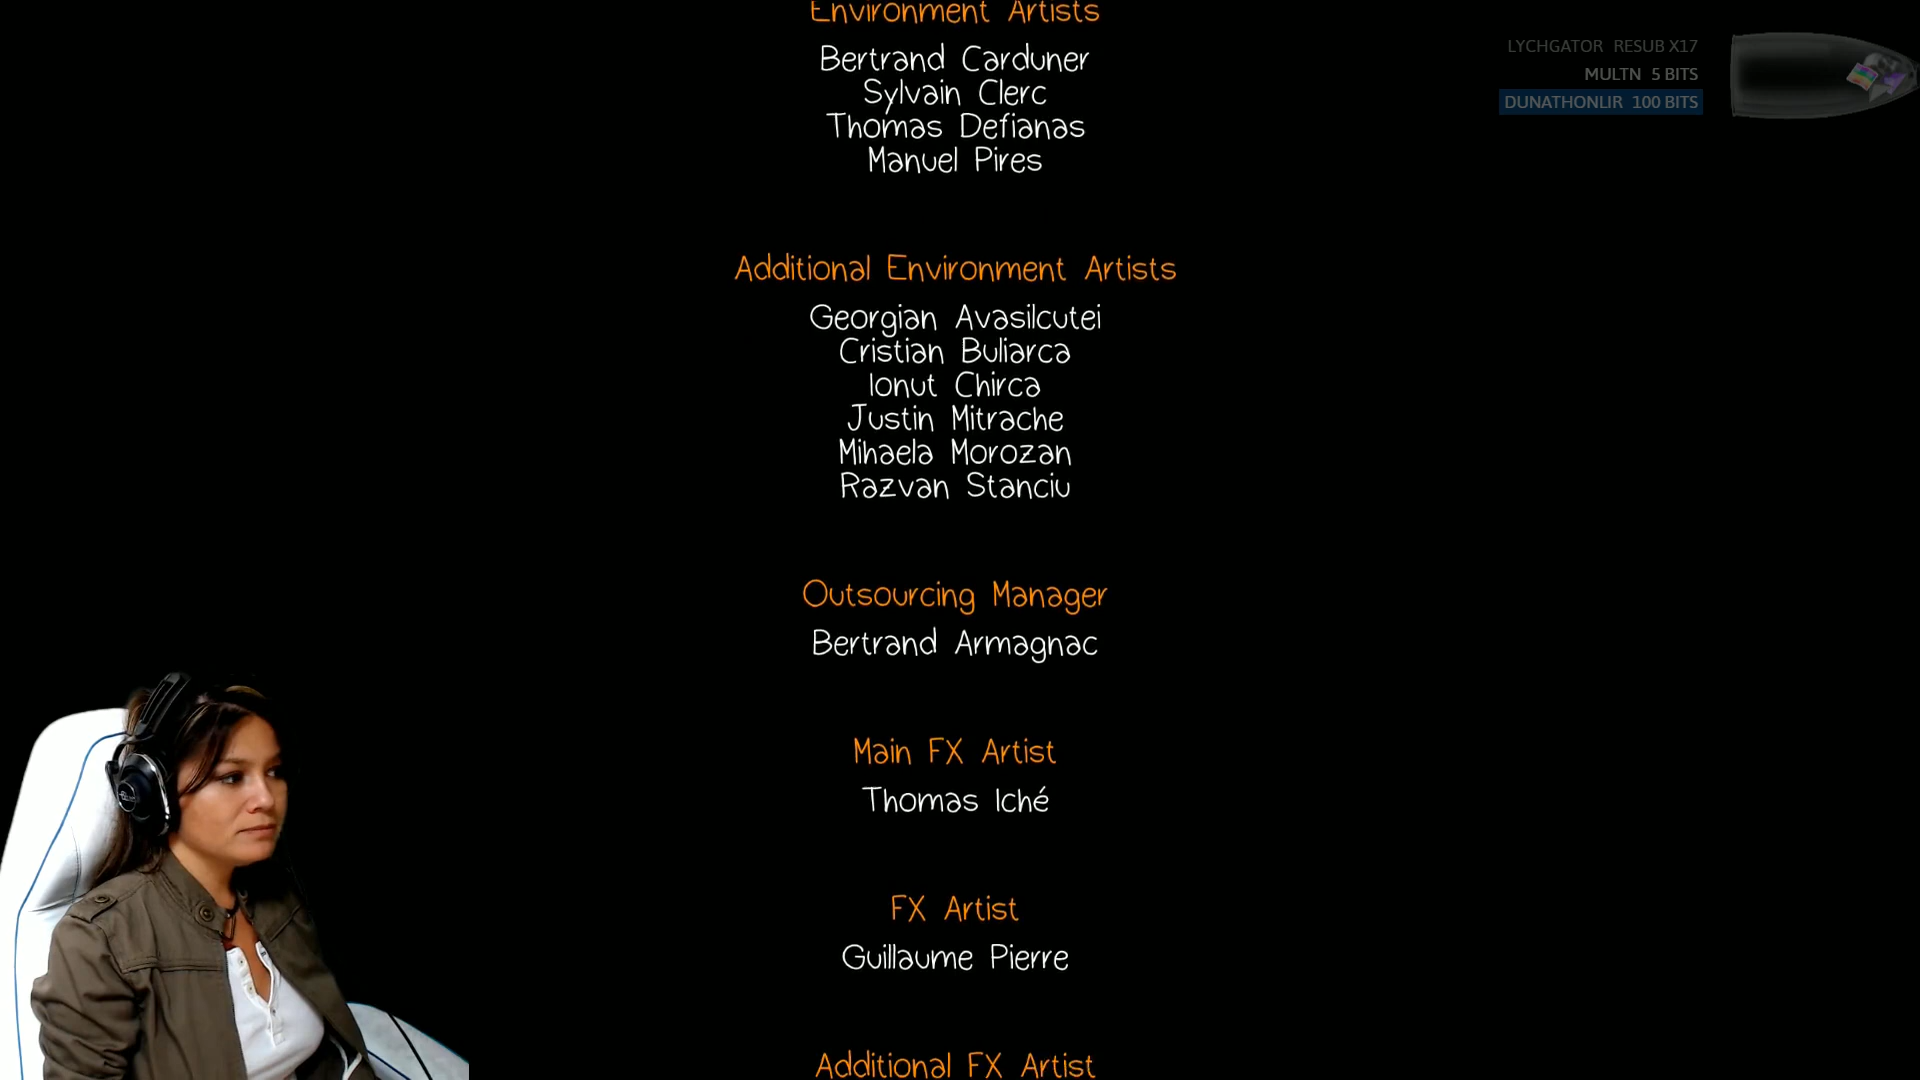 Environment Artists
Bertrand Carduner
Sylvain Clerc
Thomas Defianas
Manuel Pires
Additional Environment Artists
Georgian Avasilcutei
Cristian Buliarca
Ionut Chirca
Justin Mitrache
Mihaela Morozan
Razvan Stanciu
Outsourcing Manager
Bertrand Armagnac
Main FX Artist
Thomas Iché
FX Artist
Guillaume Pierre
Additional FX Artist
LYCHGATOR RESUB X17
MULTN 5 BITS
DUNATHONLIR 100 BITS